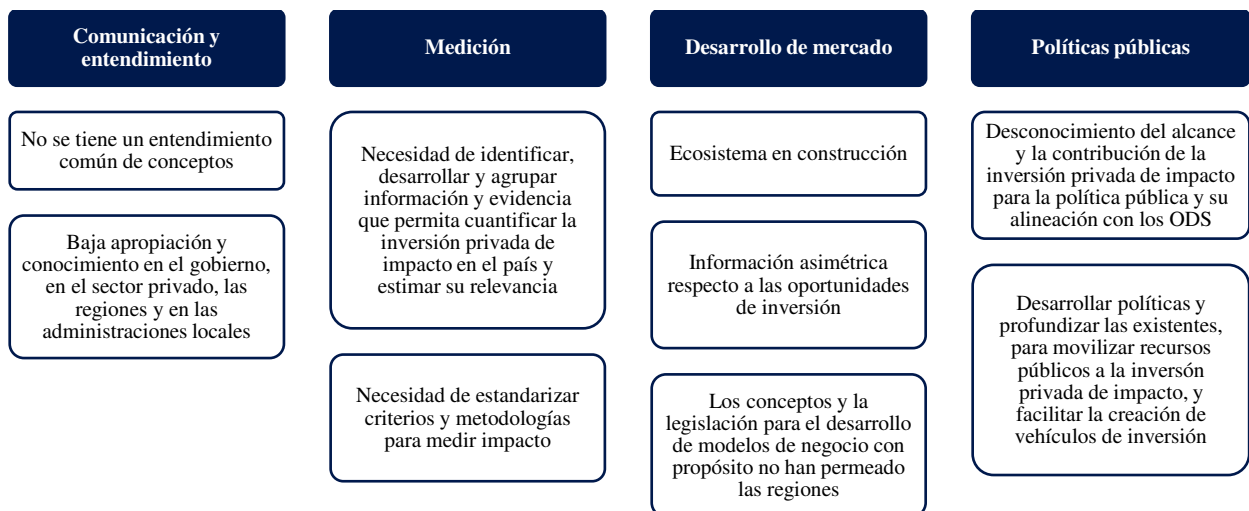 Comunicación y
entendimiento
No se tiene un entendimiento
común de conceptos
Baja apropiación y
conocimiento en el gobierno,
en el sector privado, las
regiones y en las
administraciones locales
Medición
Necesidad de identificar,
desarrollar y agrupar
información y evidencia
que permita cuantificar la
inversión privada de
impacto en el país y
estimar su relevancia
Necesidad de estandarizar
criterios y metodologías
para medir impacto
Desarrollo de mercado
Ecosistema en construcción
Información asimétrica
respecto a las oportunidades
de inversión
Los conceptos y la
legislación para el desarrollo
de modelos de negocio con
propósito no han permeado
las regiones
Políticas públicas
Desconocimiento del alcance
y la contribución de la
inversión privada de impacto
para la política pública y su
alineación con los ODS
Desarrollar políticas y
profundizar las existentes,
para movilizar recursos
públicos a la inversón
privada de impacto, y
facilitar la creación de
vehículos de inversión